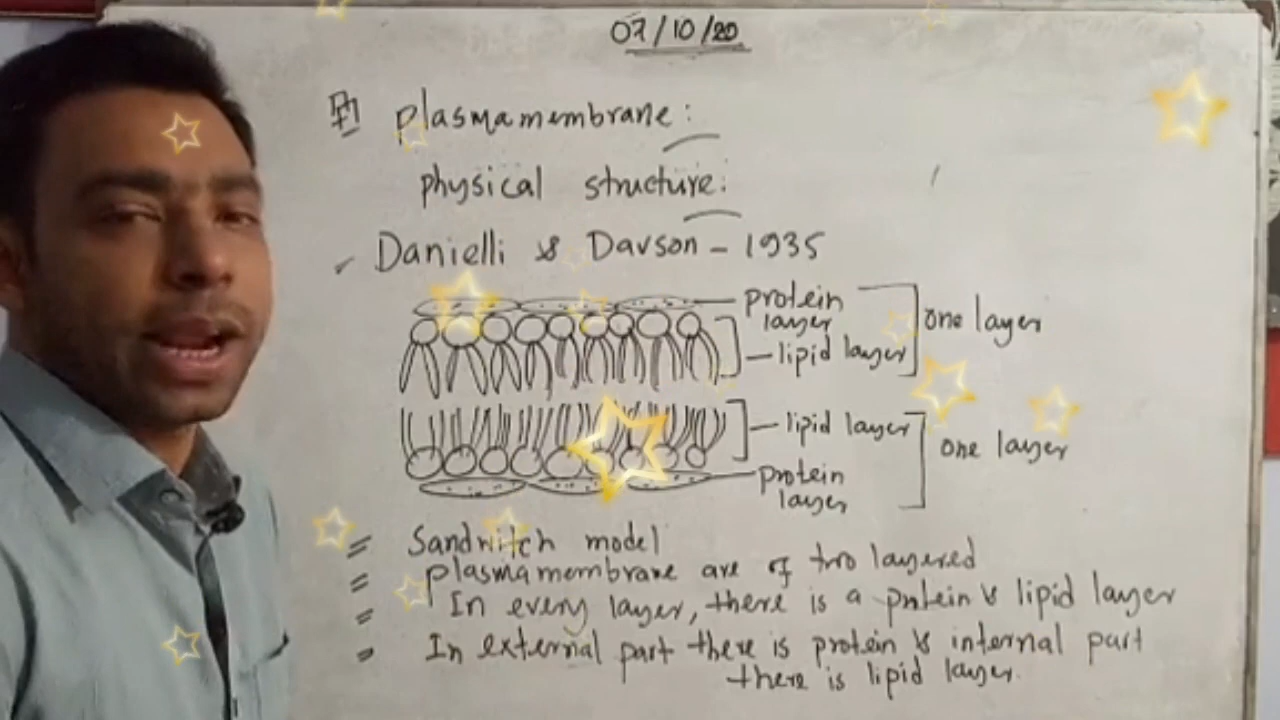 07/10/20
plasmamembrane:
physical structure:
Danielli & Davson - 1935
protein
layer
lipid layer
one layer
lipid layer
one layer
protein
layer
Sandwitch model
plasmamembrane are of two layered
In every layer, there is a protein & lipid layer
In external part there is protein & internal part
there is lipid layer.